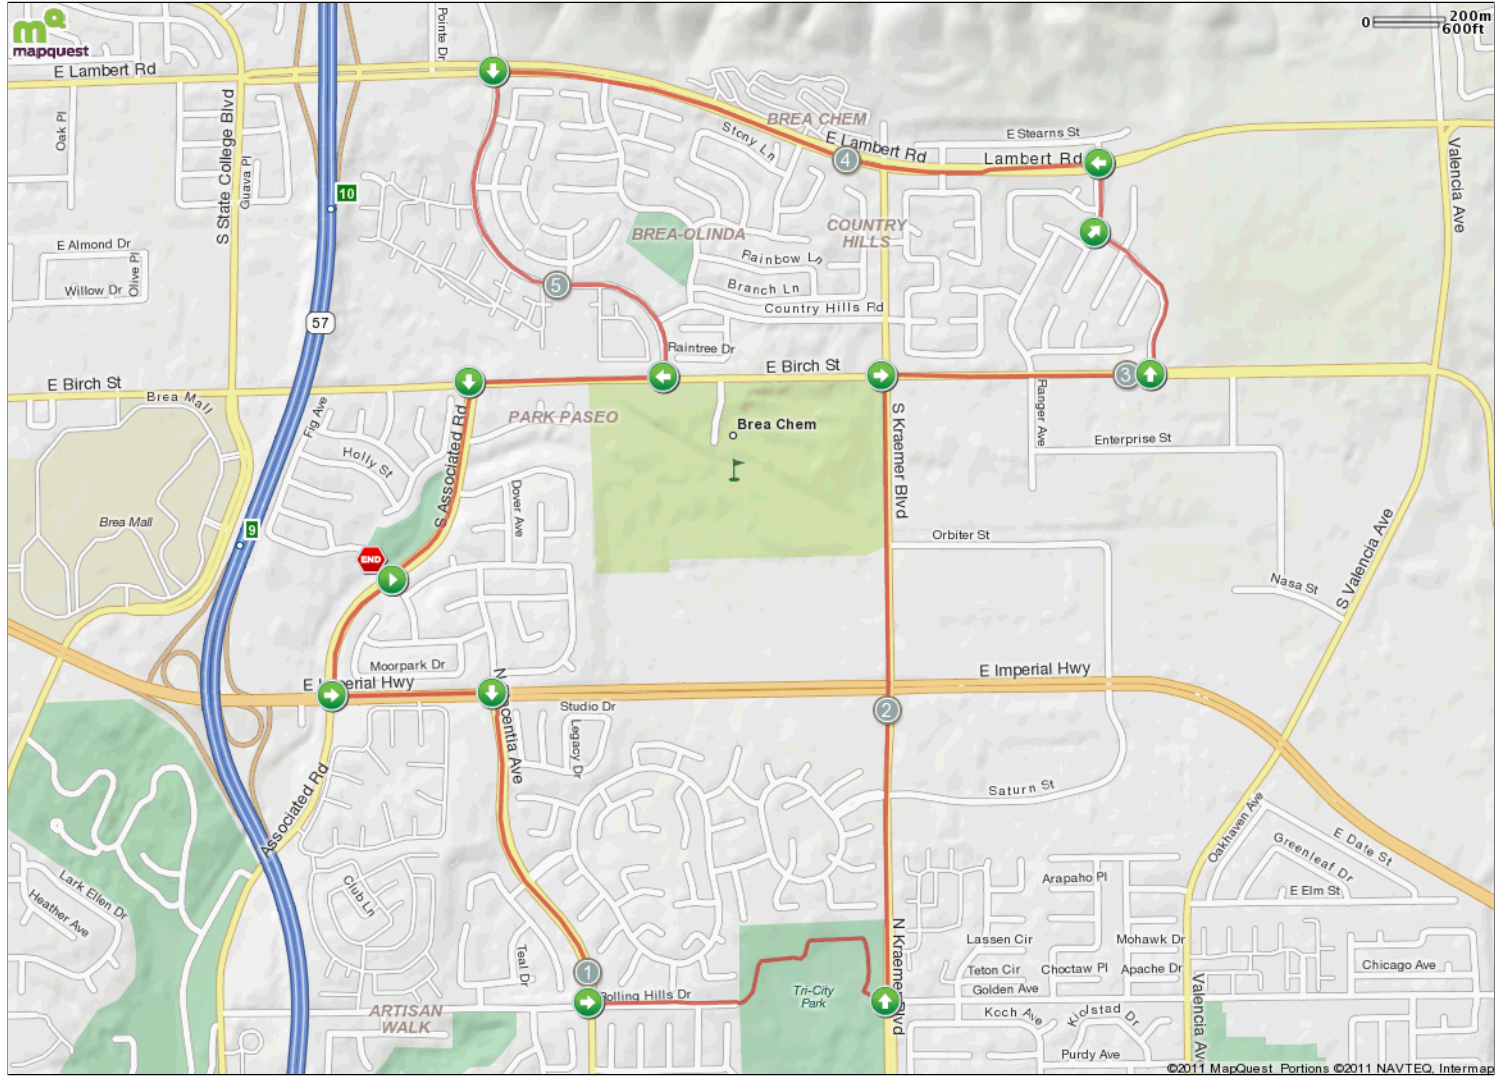 mapquest
0 200m
600ft
E Lambert Rd
Pointe Dr
Oak Pl
S State College Blvd
Guava Pl
10
BREA CHEM
Stony Ln
4
E Lambert Rd
E Stearns St
Lambert Rd
Valencia Ave
E Almond Dr
Olive Pl
Willow Dr
BREA-OLINDA
COUNTRY
HILLS
Rainbow Ln
Branch Ln
Country Hills Rd
5
57
Raintree Dr
E Birch St
E Birch St
3
Brea Mall
Fig Ave
S Associated Rd
PARK PASEO
Brea Chem
S Kraemer Blvd
Ranger Ave
Enterprise St
Holly St
Dover Ave
Brea Mall
9
END
Orbiter St
Nasa St
S Valencia Ave
Moorpark Dr
E Imperial Hwy
E Imperial Hwy
Studio Dr
Legacy Dr
2
Associated Rd
Saturn St
Oakhaven Ave
E Date St
Greenleaf Dr
E Elm St
Arapaho Pl
Lark Ellen Dr
Heather Ave
Club Ln
Teal Dr
1
Rolling Hills Dr
Tri-City
Park
N Kraemer Blvd
Lassen Cir
Mohawk Dr
Teton Cir
Choctaw Pl
Apache Dr
Golden Ave
Chicago Ave
Valencia Ave
ARTISAN
WALK
Koch Ave
Klolstad Dr
Purdy Ave
©2011 MapQuest Portions ©2011 NAVTEQ, Intermap